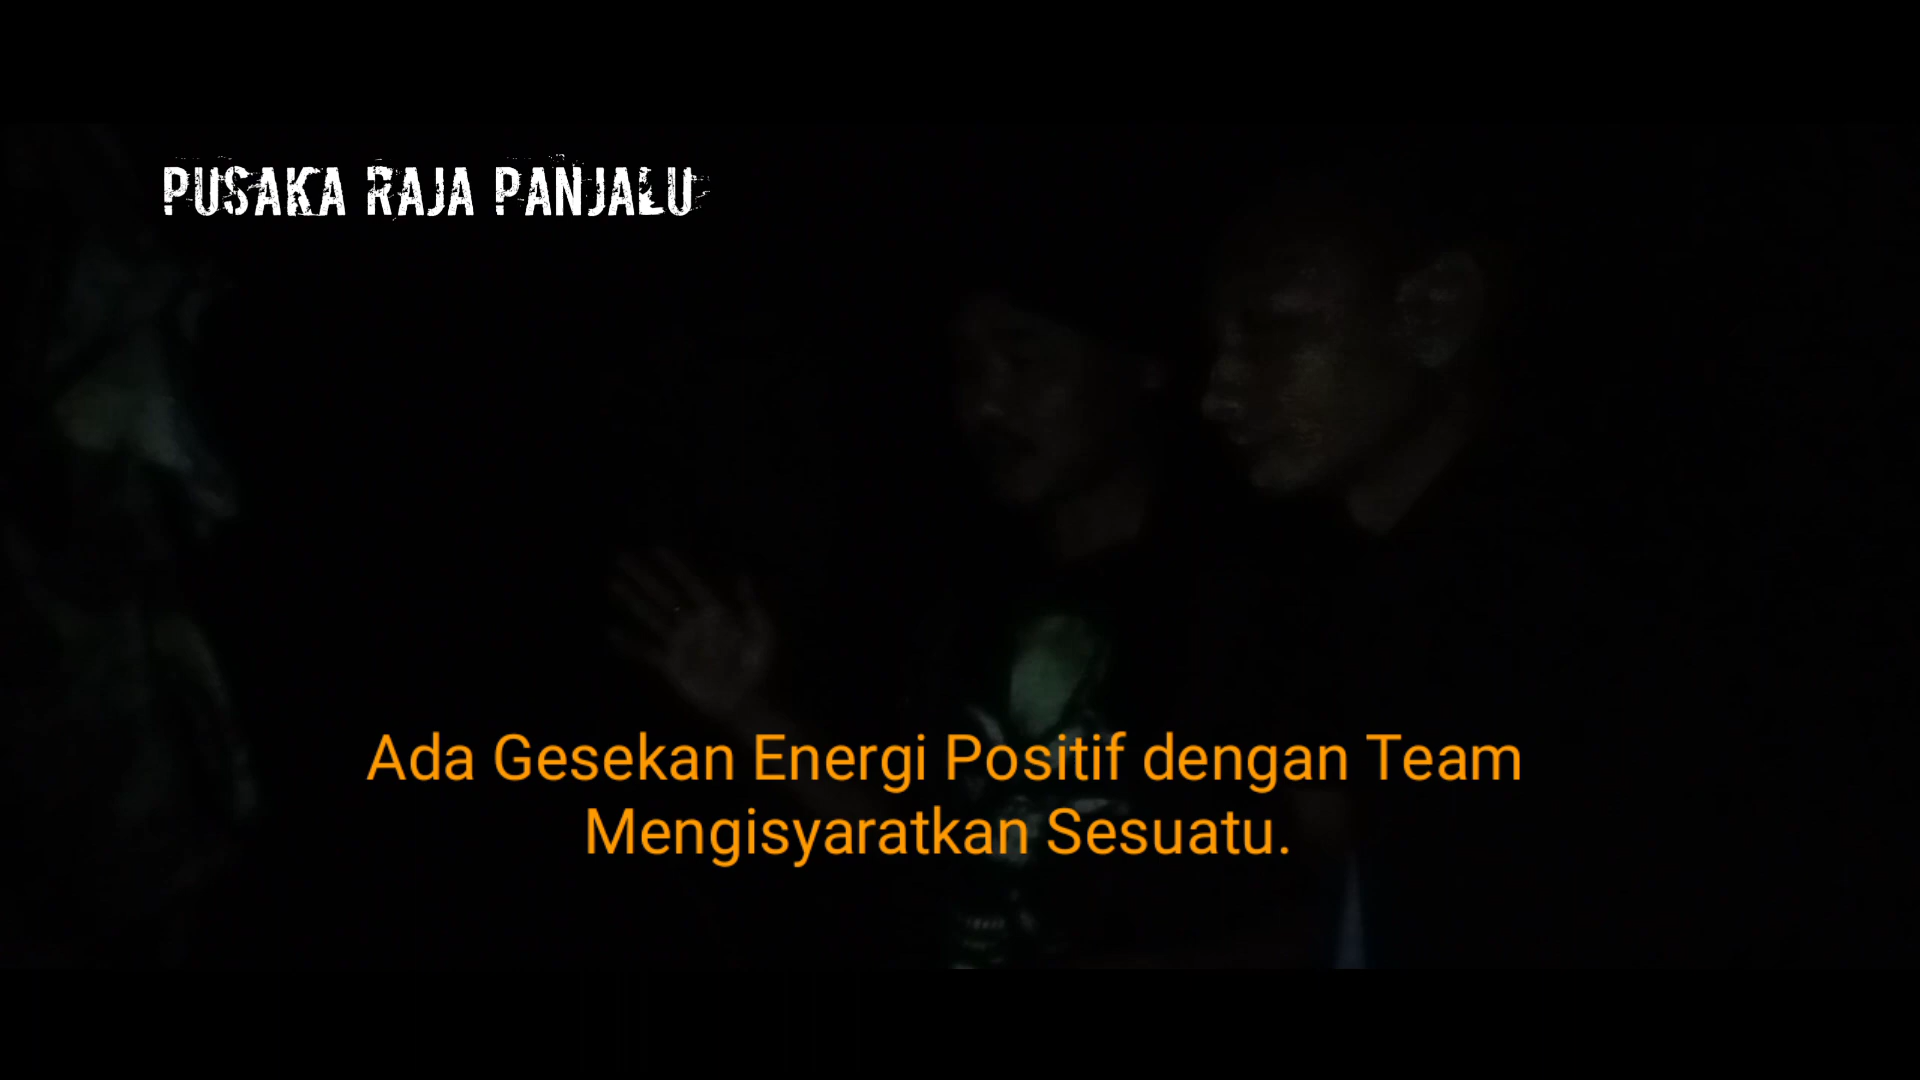 PUSAKA RAJA PANJALU
Ada Gesekan Energi Positif dengan Team
Mengisyaratkan Sesuatu.